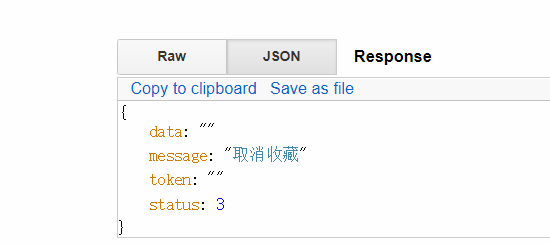 Raw JSON Response
Copy to clipboard Save as file
{
data: ""
message: "取消收藏"
token: ""
status: 3
}